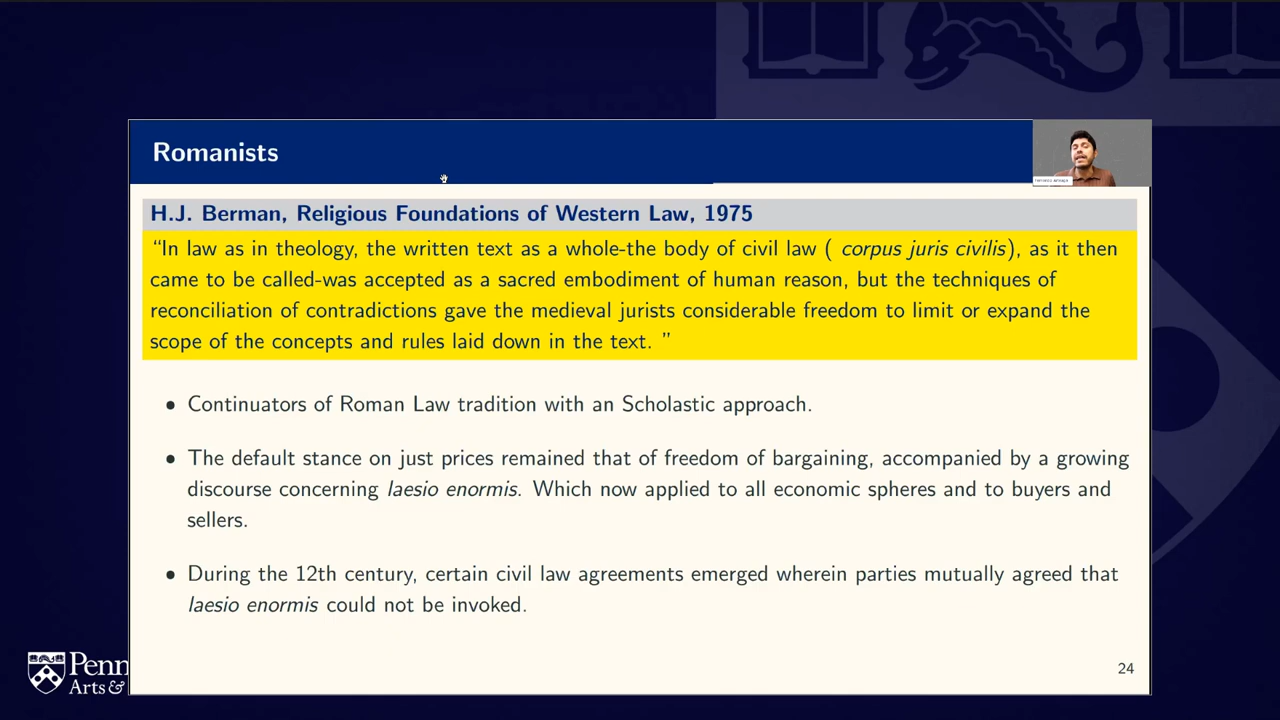 Romanists
H.J. Berman, Religious Foundations of Western Law, 1975
“In law as in theology, the written text as a whole-the body of civil law ( corpus juris civilis), as it then
came to be called-was accepted as a sacred embodiment of human reason, but the techniques of
reconciliation of contradictions gave the medieval jurists considerable freedom to limit or expand the
scope of the concepts and rules laid down in the text. ”
• Continuators of Roman Law tradition with an Scholastic approach.
• The default stance on just prices remained that of freedom of bargaining, accompanied by a growing
discourse concerning laesio enormis. Which now applied to all economic spheres and to buyers and
sellers.
• During the 12th century, certain civil law agreements emerged wherein parties mutually agreed that
laesio enormis could not be invoked.
24
Penn
Arts &